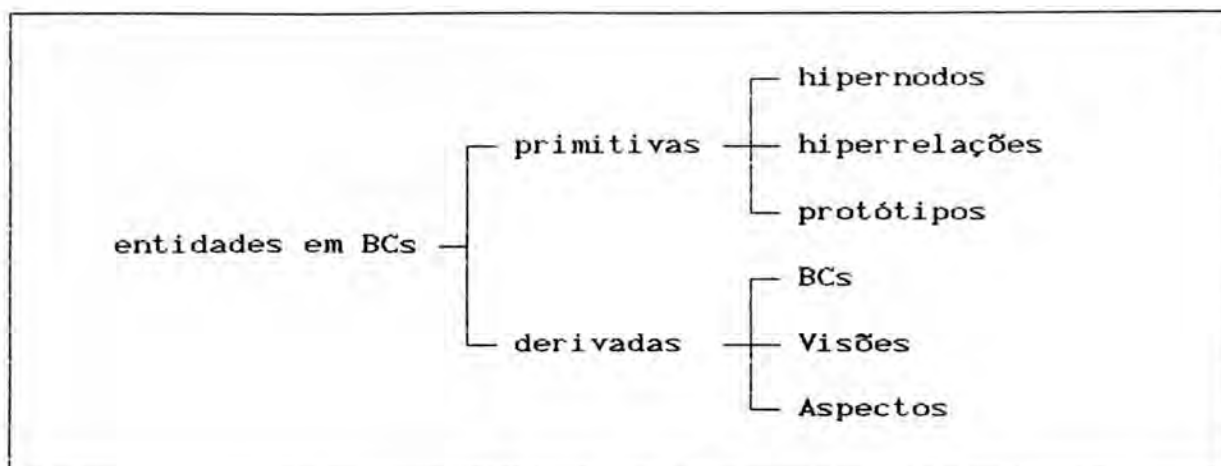 hipernodos
primitivas hiperrelações
protótipos
entidades em BCs
BCs
derivadas Visões
Aspectos